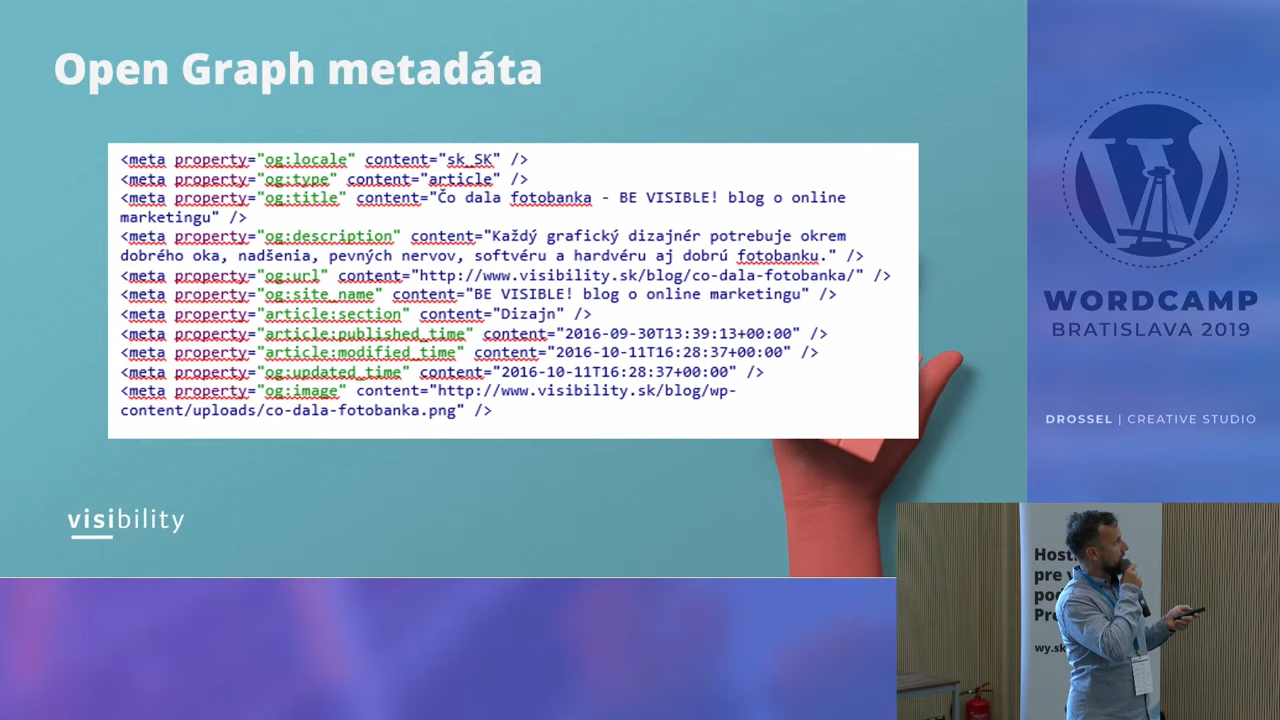 Open Graph metadáta
<meta property="og:locale" content="sk_SK" />
<meta property="og:type" content="article" />
<meta property="og:title" content="Čo dala fotobanka - BE VISIBLE! blog o online
marketingu" />
<meta property="og:description" content="Každý grafický dizajnér potrebuje okrem
dobrého oka, nadšenia, pevných nervov, softvéru a hardvéru aj dobrú fotobanku." />
<meta property="og:url" content="http://www.visibility.sk/blog/co-dala-fotobanka/" />
<meta property="og:site_name" content="BE VISIBLE! blog o online marketingu" />
<meta property="article:section" content="Dizajn" />
<meta property="article:published_time" content="2016-09-30T13:39:13+00:00" />
<meta property="article:modified_time" content="2016-10-11T16:28:37+00:00" />
<meta property="og:updated_time" content="2016-10-11T16:28:37+00:00" />
<meta property="og:image" content="http://www.visibility.sk/blog/wp-
content/uploads/co-dala-fotobanka.png" />
visibility
WORDCAMP
BRATISLAVA 2019
DROSSEL | CREATIVE STUDIO
pre
wy.sk